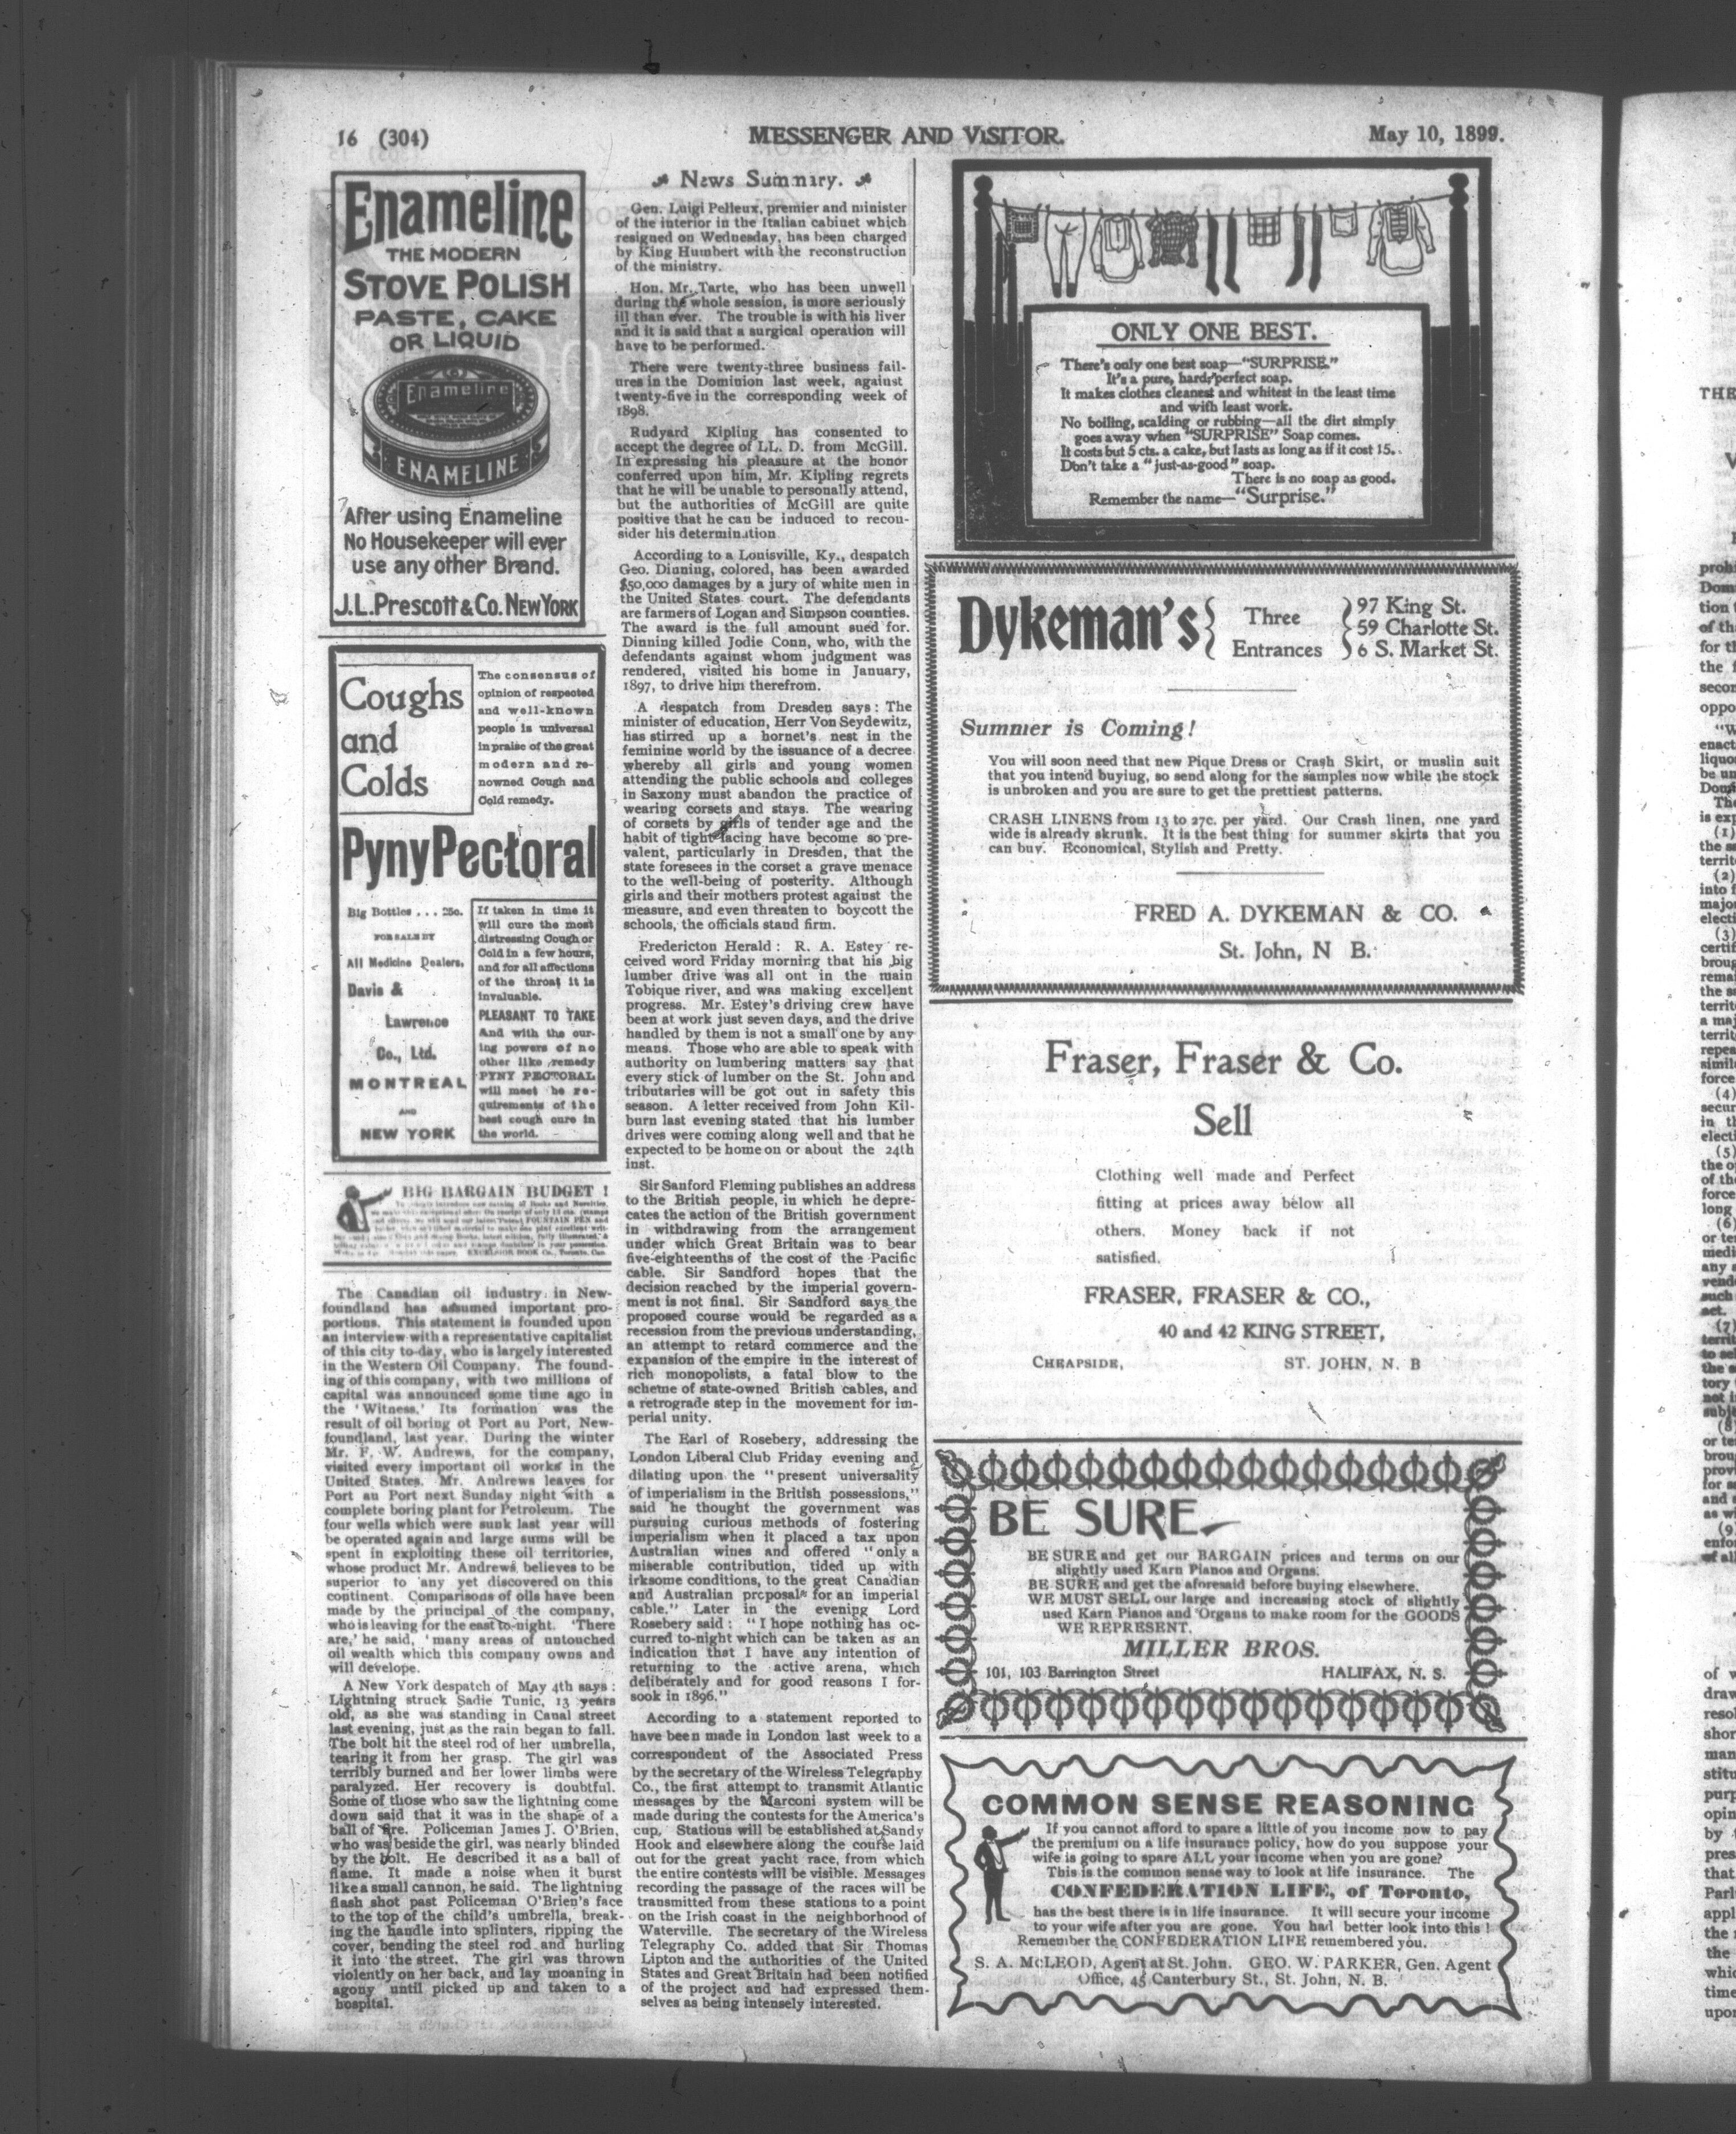 16 (304)
MESSENGER AND VISITOR.
May 10, 1899.
Enameline
THE MODERN
STOVE POLISH
PASTE, CAKE
OR LIQUID
Enameline
ENAMELINE
After using Enameline
No Housekeeper will ever
use any other Brand.
J.L.Prescott & Co. NEW YORK
Coughs
and
Colds
The consensus of
opinion of respected
and well-known
people is universal
in praise of the great
modern and re-
nowned Cough and
Cold remedy.
PynyPectoral
Big Bottles ... 25c.
FOR SALE BY
All Medicine Dealers.
Davis &
Lawrence
Co., Ltd.
MONTREAL
AND
NEW YORK
If taken in time it
will cure the most
distressing Cough or
Cold in a few hours,
and for all affections
of the throat it is
invaluable.
PLEASANT TO TAKE
And with the cur-
ing powers of no
other like remedy
PYNY PECTORAL
will meet he re-
quirements of the
best cough cure in
the world.
BIG BARGAIN BUDGET !
EXCELSIOR BOOK Co., Toronto, Can.
The Canadian oil industry in New-
foundland has assumed important pro-
portions. This statement is founded upon
an interview with a representative capitalist
of this city to-day, who is largely interested
in the Western Oil Company. The found-
ing of this company, with two millions of
capital was announced some time ago in
the 'Witness.' Its formation was the
result of oil boring ot Port au Port, New-
foundland, last year. During the winter
Mr. F. W. Andrews, for the company,
visited every important oil works in the
United States. Mr. Andrews leaves for
Port au Port next Sunday night with a
complete boring plant for Petroleum. The
four wells which were sunk last year will
be operated again and large sums will be
spent in exploiting these oil territories,
whose product Mr. Andrews believes to be
superior to any yet discovered on this
continent. Comparisons of oils have been
made by the principal of the company,
who is leaving for the east to-night. 'There
are,' he said, 'many areas of untouched
oil wealth which this company owns and
will develope.
A New York despatch of May 4th says :
Lightning struck Sadie Tunic, 13 years
old, as she was standing in Canal street
last evening, just as the rain began to fall.
The bolt hit the steel rod of her umbrella,
tearing it from her grasp. The girl was
terribly burned and her lower limbs were
paralyzed. Her recovery is doubtful.
Some of those who saw the lightning come
down said that it was in the shape of a
ball of fire. Policeman James J. O'Brien,
who was beside the girl, was nearly blinded
by the bolt. He described it as a ball of
flame. It made a noise when it burst
like a small cannon, he said. The lightning
flash shot past Policeman O'Brien's face
to the top of the child's umbrella, break-
ing the handle into splinters, ripping the
cover, bending the steel rod and hurling
it into the street. The girl was thrown
violently on her back, and lay moaning in
agony until picked up and taken to a
hospital.
News Summary.
Gen. Luigi Pelleux, premier and minister
of the interior in the Italian cabinet which
resigned on Wednesday, has been charged
by King Humbert with the reconstruction
of the ministry.
Hon. Mr. Tarte, who has been unwell
during the whole session, is more seriously
ill than ever. The trouble is with his liver
and it is said that a surgical operation will
have to be performed.
There were twenty-three business fail-
ures in the Dominion last week, against
twenty-five in the corresponding week of
1898.
Rudyard Kipling has consented to
accept the degree of LL. D. from McGill.
In expressing his pleasure at the honor
conferred upon him, Mr. Kipling regrets
that he will be unable to personally attend,
but the authorities of McGill are quite
positive that he can be induced to recon-
sider his determination
According to a Lonisville, Ky., despatch
Geo. Dinning, colored, has been awarded
$50,000 damages by a jury of white men in
the United States court. The defendants
are farmers of Logan and Simpson counties.
The award is the full amount sued for.
Dinning killed Jodie Conn, who, with the
defendants against whom judgment was
rendered, visited his home in January,
1897, to drive him therefrom.
A despatch from Dresden says : The
minister of education, Herr Von Seydewitz,
has stirred up a hornet's nest in the
feminine world by the issuance of a decree
whereby all girls and young women
attending the public schools and colleges
in Saxony must abandon the practice of
wearing corsets and stays. The wearing
of corsets by girls of tender age and the
habit of tight lacing have become so pre-
valent, particularly in Dresden, that the
state foresees in the corset a grave menace
to the well-being of posterity. Although
girls and their mothers protest against the
measure, and even threaten to boycott the
schools, the officials stand firm.
Fredericton Herald : R. A. Estey re-
ceived word Friday morning that his big
lumber drive was all ont in the main
Tobique river, and was making excellent
progress. Mr. Estey's driving crew have
been at work just seven days, and the drive
handled by them is not a small one by any
means. Those who are able to speak with
authority on lumbering matters say that
every stick of lumber on the St. John and
tributaries will be got out in safety this
season. A letter received from John Kil-
burn last evening stated that his lumber
drives were coming along well and that he
expected to be home on or about the 24th
inst.
Sir Sanford Fleming publishes an address
to the British people, in which he depre-
cates the action of the British government
in withdrawing from the arrangement
under which Great Britain was to bear
five-eighteenths of the cost of the Pacific
cable. Sir Sandford hopes that the
decision reached by the imperial govern-
ment is not final. Sir Sandford says the
proposed course would be regarded as a
recession from the previous understanding,
an attempt to retard commerce and the
expansion of the empire in the interest of
rich monopolists, a fatal blow to the
scheme of state-owned British cables, and
a retrograde step in the movement for im-
perial unity.
The Earl of Rosebery, addressing the
London Liberal Club Friday evening and
dilating upon the "present universality
of imperialism in the British possessions,"
said he thought the government was
pursuing curious methods of fostering
imperialism when it placed a tax upon
Australian wines and offered "only a
miserable contribution, tided up with
irksome conditions, to the great Canadian
and Australian proposals for an imperial
cable." Later in the evening Lord
Rosebery said : "I hope nothing has oc-
curred to-night which can be taken as an
indication that I have any intention of
returning to the active arena, which
deliberately and for good reasons I for-
sook in 1896."
According to a statement reported to
have been made in London last week to a
correspondent of the Associated Press
by the secretary of the Wireless Telegraphy
Co., the first attempt to transmit Atlantic
messages by the Marconi system will be
made during the contests for the America's
cup. Stations will be established at Sandy
Hook and elsewhere along the course laid
out for the great yacht race, from which
the entire contests will be visible. Messages
recording the passage of the races will be
transmitted from these stations to a point
on the Irish coast in the neighborhood of
Waterville. The secretary of the Wireless
Telegraphy Co. added that Sir Thomas
Lipton and the authorities of the United
States and Great Britain had been notified
of the project and had expressed them-
selves as being intensely interested.
ONLY ONE BEST.
There's only one best soap—"SURPRISE."
It's a pure, hard, perfect soap.
It makes clothes cleanest and whitest in the least time
and with least work.
No boiling, scalding or rubbing—all the dirt simply
goes away when "SURPRISE" Soap comes.
It costs but 5 cts. a cake, but lasts as long as if it cost 15.
Don't take a "just-as-good" soap.
There is no soap as good.
Remember the name—"Surprise."
Dykeman's { Three Entrances }
97 King St.
59 Charlotte St.
6 S. Market St.
Summer is Coming!
You will soon need that new Pique Dress or Crash Skirt, or muslin suit
that you intend buying, so send along for the samples now while the stock
is unbroken and you are sure to get the prettiest patterns.
CRASH LINENS from 13 to 27c. per yard. Our Crash linen, one yard
wide is already skrunk. It is the best thing for summer skirts that you
can buy. Economical, Stylish and Pretty.
FRED A. DYKEMAN & CO.
St. John, N B.
Fraser, Fraser & Co.
Sell
Clothing well made and Perfect
fitting at prices away below all
others. Money back if not
satisfied.
FRASER, FRASER & CO.,
40 and 42 KING STREET,
CHEAPSIDE,
ST. JOHN, N. B
BE SURE
BE SURE and get our BARGAIN prices and terms on our
slightly used Karn Pianos and Organs.
BE SURE and get the aforesaid before buying elsewhere.
WE MUST SELL our large and increasing stock of slightly
used Karn Pianos and Organs to make room for the GOODS
WE REPRESENT.
MILLER BROS.
101, 103 Barrington Street
HALIFAX, N. S.
COMMON SENSE REASONING
If you cannot afford to spare a little of you income now to pay
the premium on a life insurance policy, how do you suppose your
wife is going to spare ALL your income when you are gone?
This is the common sense way to look at life insurance. The
CONFEDERATION LIFE, of Toronto,
has the best there is in life insurance. It will secure your income
to your wife after you are gone. You had better look into this !
Remember the CONFEDERATION LIFE remembered you.
S. A. McLEOD, Agent at St. John. GEO. W. PARKER, Gen. Agent
Office, 45 Canterbury St., St. John, N. B.